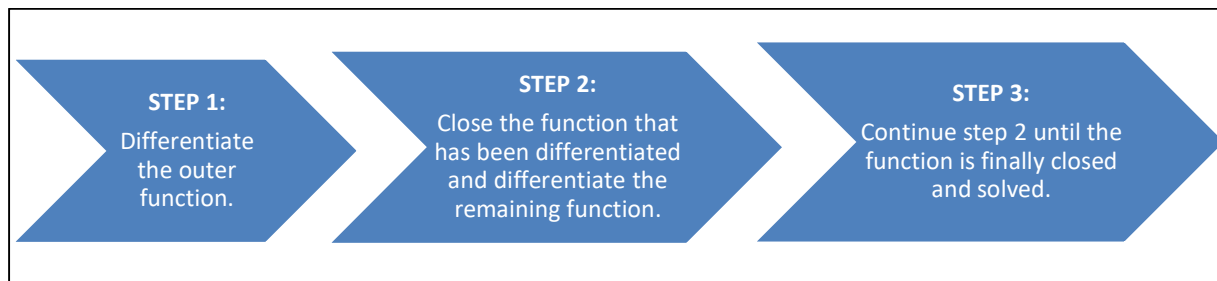 STEP 1:
Differentiate
the outer
function.
STEP 2:
Close the function that
has been differentiated
and differentiate the
remaining function.
STEP 3:
Continue step 2 until the
function is finally closed
and solved.